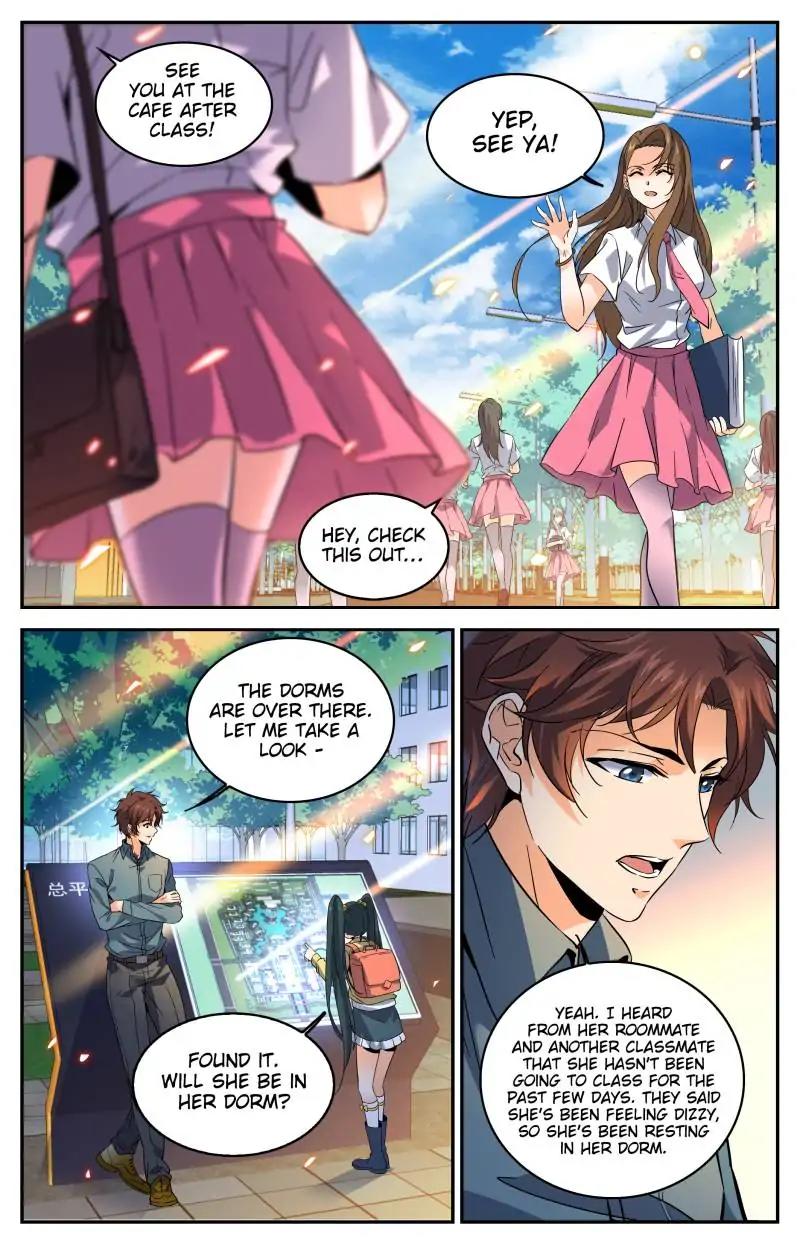 SEE
YOU AT THE
CAFE AFTER
CLASS!
YEP,
SEE YA!
HEY, CHECK
THIS OUT...
THE DORMS
ARE OVER THERE.
LET ME TAKE A
LOOK -
总平
FOUND IT.
WILL SHE BE IN
HER DORM?
YEAH. I HEARD
FROM HER ROOMMATE
AND ANOTHER CLASSMATE
THAT SHE HASN'T BEEN
GOING TO CLASS FOR THE
PAST FEW DAYS. THEY SAID
SHE'S BEEN FEELING DIZZY,
SO SHE'S BEEN RESTING
IN HER DORM.